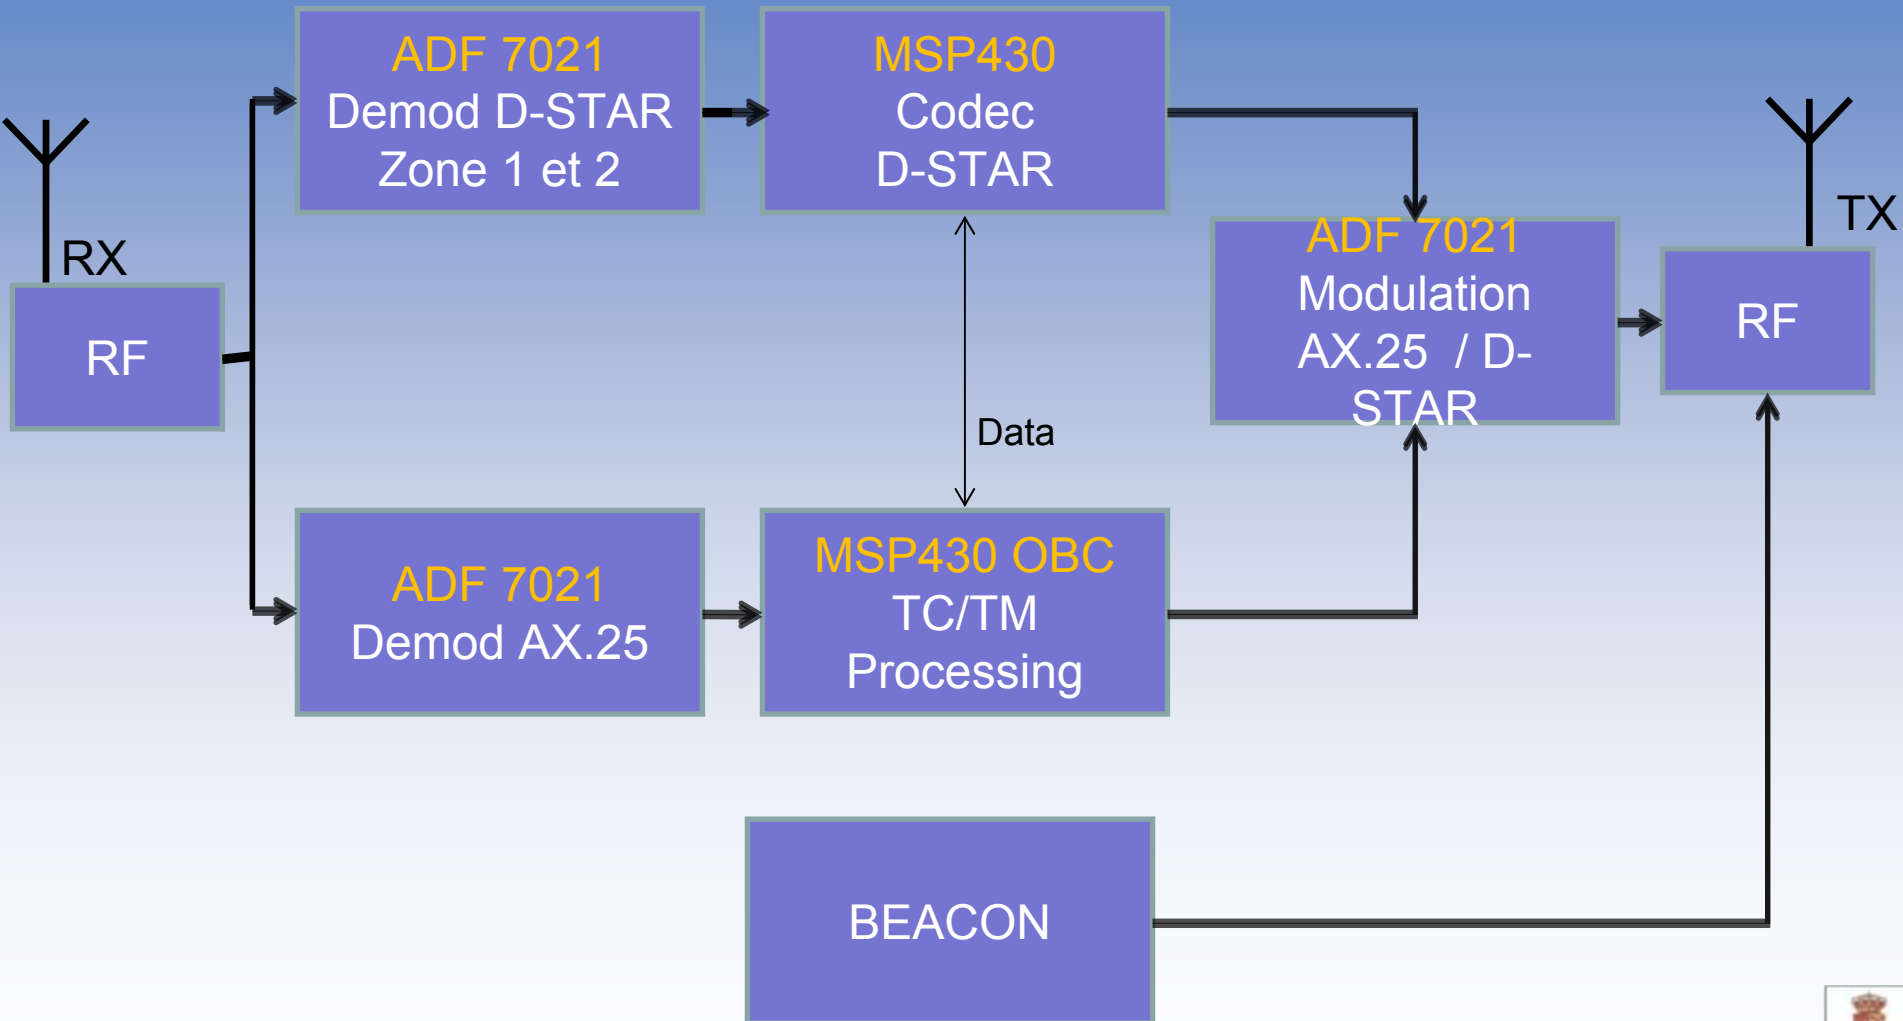 ADF 7021
Demod D-STAR
Zone 1 et 2
MSP430
Codec
D-STAR
RX
RF
ADF 7021
Modulation
AX.25 / D-
STAR
TX
RF
Data
ADF 7021
Demod AX.25
MSP430 OBC
TC/TM
Processing
BEACON